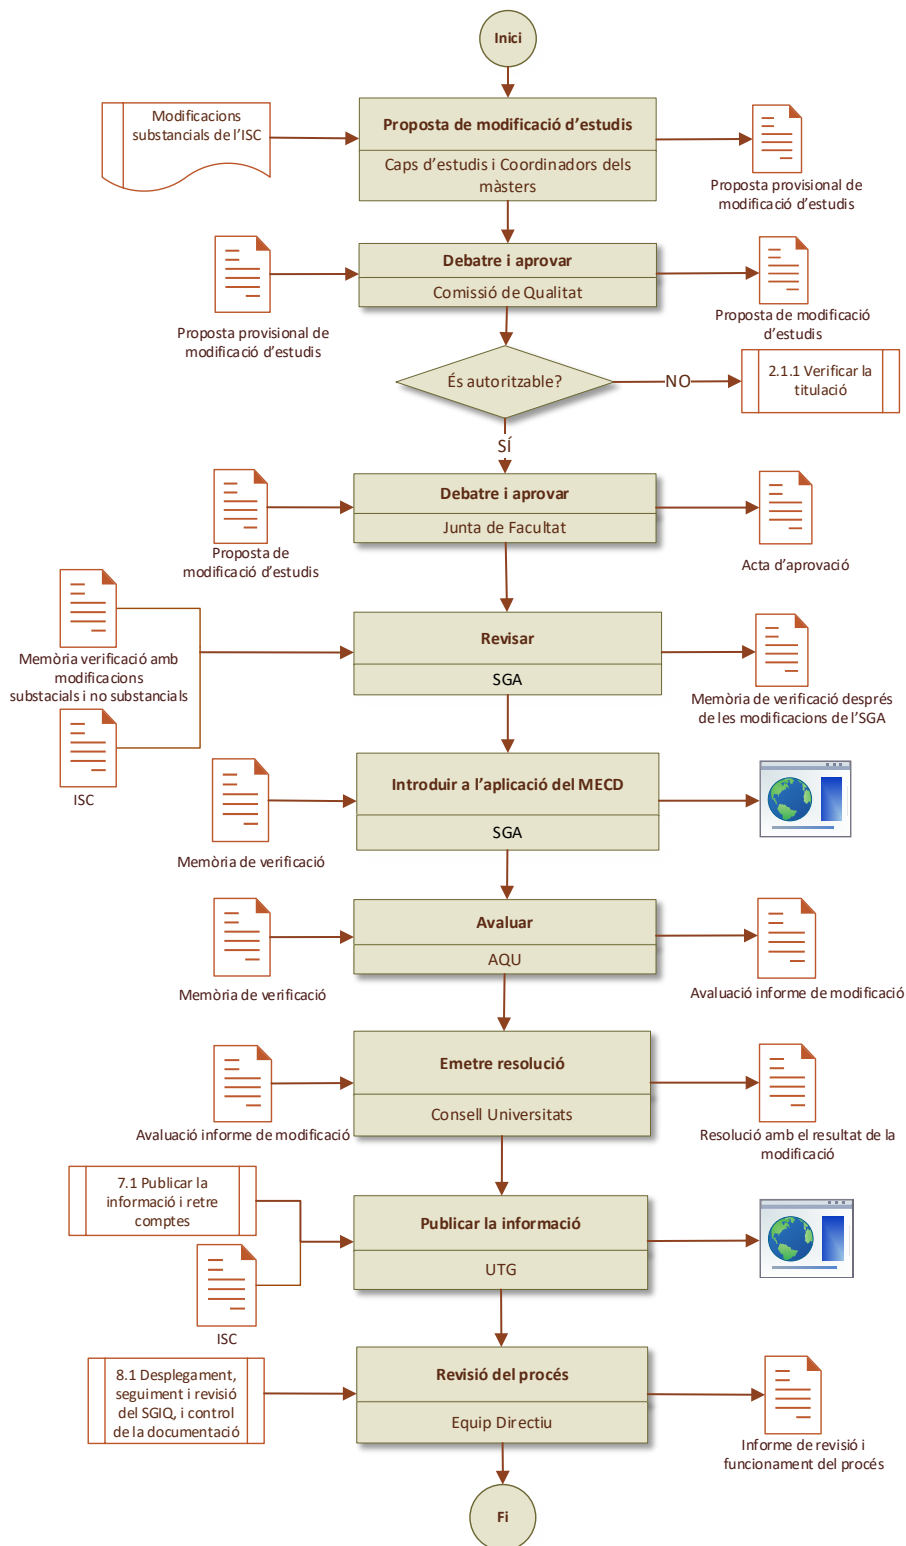 Inici
Modificacions
substancials de l'ISC
Proposta de modificació d'estudis
Caps d'estudis i Coordinadors dels
màsters
Proposta provisional de
modificació d'estudis
Debatre i aprovar
Comissió de Qualitat
Proposta provisional de
modificació d'estudis
Proposta de modificació
d'estudis
És autoritzable?
NO
2.1.1 Verificar la
titulació
SÍ
Debatre i aprovar
Junta de Facultat
Proposta de
modificació d'estudis
Acta d'aprovació
Revisar
SGA
Memòria verificació amb
modificacions
substacials i no substancials
ISC
Memòria de verificació després
de les modificacions de l'SGA
Introduir a l'aplicació del MECD
SGA
Memòria de verificació
Avaluar
AQU
Memòria de verificació
Avaluació informe de modificació
Emetre resolució
Consell Universitats
Avaluació informe de modificació
Resolució amb el resultat de la
modificació
7.1 Publicar la
informació i retre
comptes
Publicar la informació
UTG
ISC
8.1 Desplegament,
seguiment i revisió
del SGIQ, i control
de la documentació
Revisió del procés
Equip Directiu
Informe de revisió i
funcionament del procés
Fi